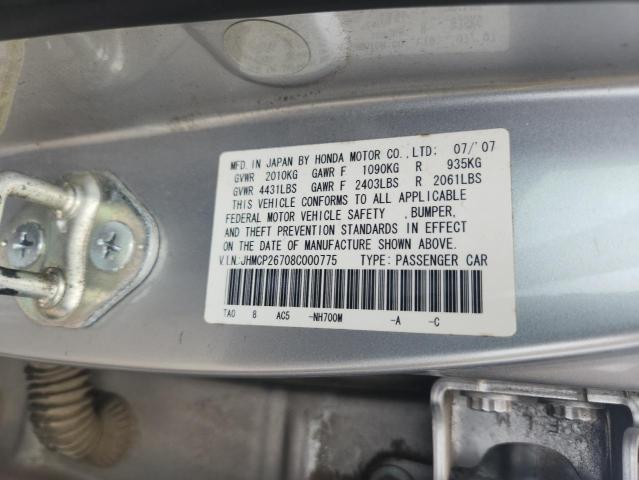 MFD. IN JAPAN BY HONDA MOTOR CO.,LTD: 07/'07
GVWR 2010KG GAWR F 1090KG R 935KG
GVWR 4431LBS GAWR F 2403LBS R 2061LBS
THIS VEHICLE CONFORMS TO ALL APPLICABLE
FEDERAL MOTOR VEHICLE SAFETY ,BUMPER,
AND THEFT PREVENTION STANDARDS IN EFFECT
ON THE DATE OF MANUFACTURE SHOWN ABOVE.
V.I.N.:JHMCP26708C000775 TYPE: PASSENGER CAR
TA0 8 AC5 -NH700M -A -C